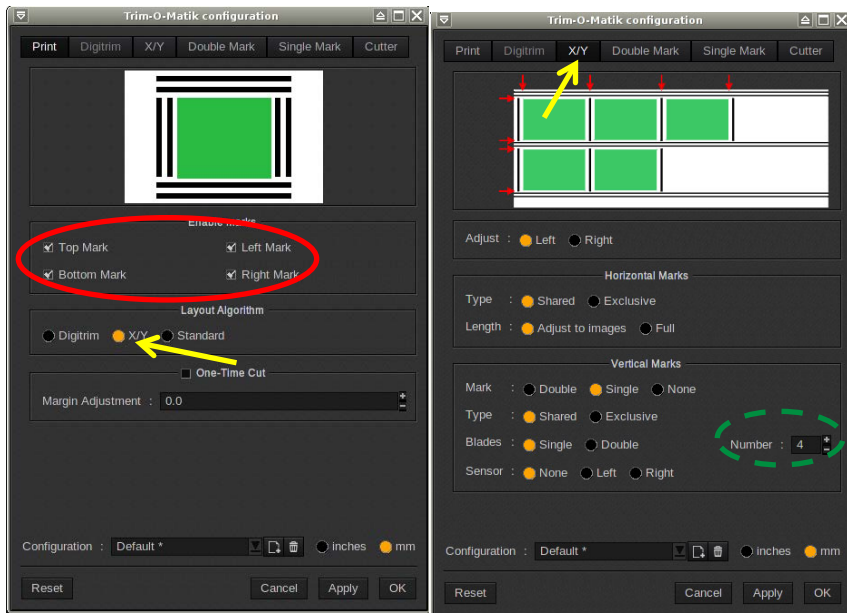 Trim-O-Matik configuration
Print Digitrim X/Y Double Mark Single Mark Cutter
Enable Marks
Top Mark Left Mark
Bottom Mark Right Mark
Layout Algorithm
Digitrim X/Y Standard
One-Time Cut
Margin Adjustment : 0.0
Configuration : Default * inches mm
Reset Cancel Apply OK
Trim-O-Matik configuration
Print Digitrim X/Y Double Mark Single Mark Cutter
Adjust : Left Right
Horizontal Marks
Type : Shared Exclusive
Length : Adjust to images Full
Vertical Marks
Mark : Double Single None
Type : Shared Exclusive
Blades : Single Double Number : 4
Sensor : None Left Right
Configuration : Default * inches mm
Reset Cancel Apply OK